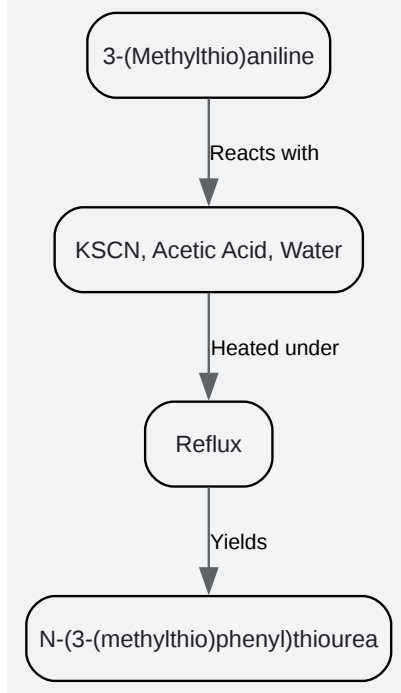 3-(Methylthio)aniline
Reacts with
KSCN, Acetic Acid, Water
Heated under
Reflux
Yields
N-(3-(methylthio)phenyl)thiourea